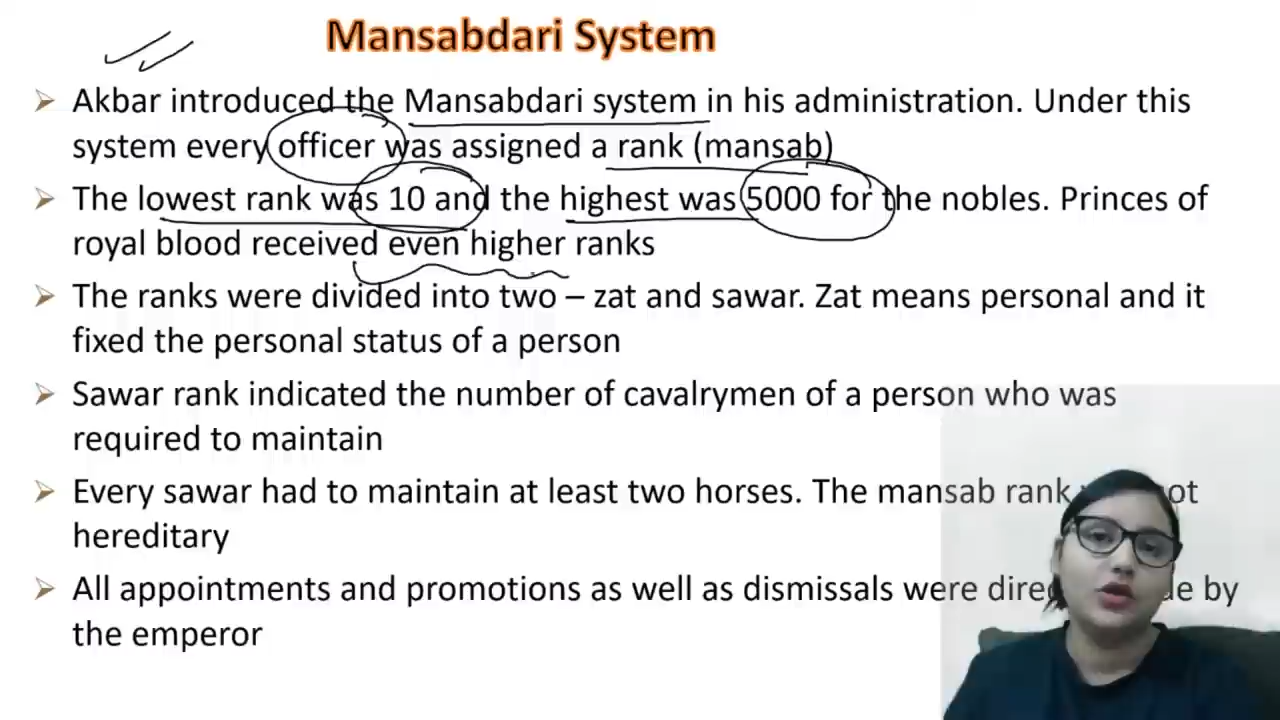 Mansabdari System
➢ Akbar introduced the Mansabdari system in his administration. Under this
system every officer was assigned a rank (mansab)
➢ The lowest rank was 10 and the highest was 5000 for the nobles. Princes of
royal blood received even higher ranks
➢ The ranks were divided into two – zat and sawar. Zat means personal and it
fixed the personal status of a person
➢ Sawar rank indicated the number of cavalrymen of a person who was
required to maintain
➢ Every sawar had to maintain at least two horses. The mansab rank
hereditary
➢ All appointments and promotions as well as dismissals were by
the emperor